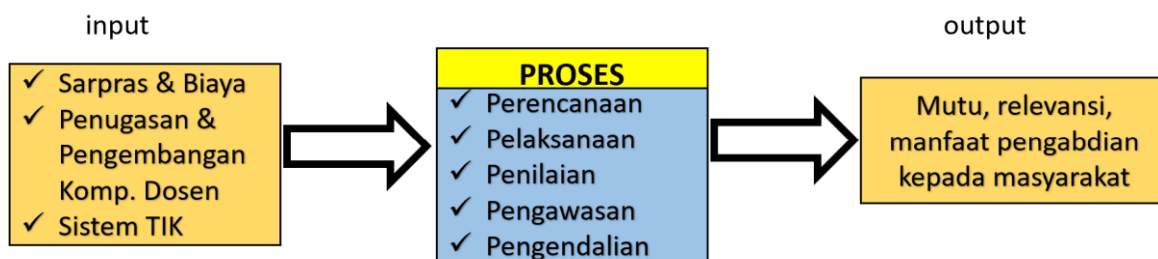 input
✓ Sarpras & Biaya
✓ Penugasan &
Pengembangan
Komp. Dosen
✓ Sistem TIK
PROSES
✓ Perencanaan
✓ Pelaksanaan
✓ Penilaian
✓ Pengawasan
✓ Pengendalian
output
Mutu, relevansi,
manfaat pengabdian
kepada masyarakat